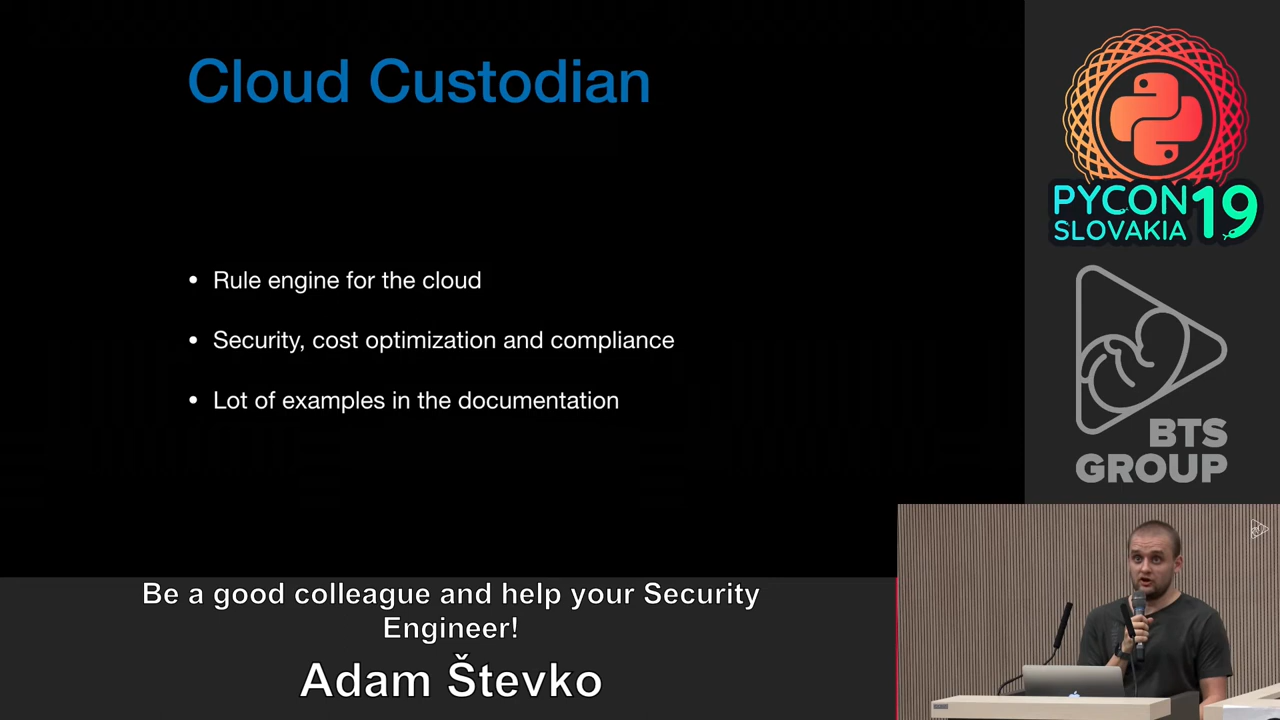 Cloud Custodian
• Rule engine for the cloud
• Security, cost optimization and compliance
• Lot of examples in the documentation
PYCON 19
SLOVAKIA
BTS
GROUP
Be a good colleague and help your Security
Engineer!
Adam Števko